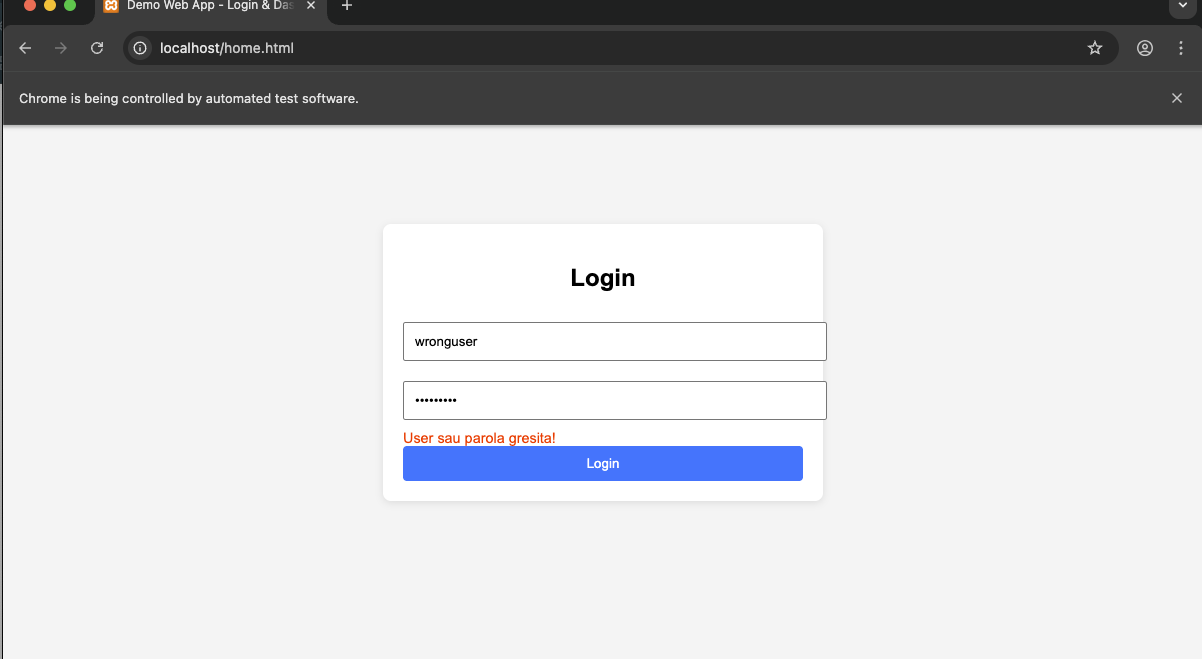 Demo Web App - Login & Das
localhost/home.html
Chrome is being controlled by automated test software.
Login
wronguser
•••••••••
User sau parola gresita!
Login